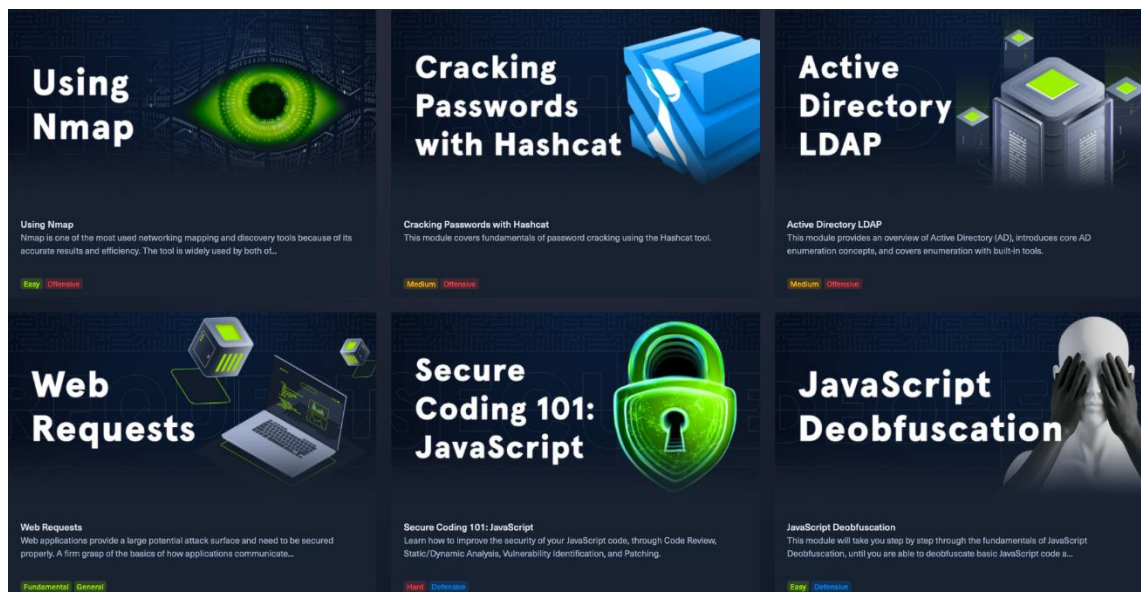 Using
Nmap
Using Nmap
Nmap is one of the most used networking mapping and discovery tools because of its
accurate results and efficiency. The tool is widely used by both of...
Easy Offensive
Cracking
Passwords
with Hashcat
Cracking Passwords with Hashcat
This module covers fundamentals of password cracking using the Hashcat tool.
Medium Offensive
Active
Directory
LDAP
Active Directory LDAP
This module provides an overview of Active Directory (AD), introduces core AD
enumeration concepts, and covers enumeration with built-in tools.
Medium Offensive
Web
Requests
Web Requests
Web applications provide a large potential attack surface and need to be secured
properly. A firm grasp of the basics of how applications communicate...
Fundamental General
Secure
Coding 101:
JavaScript
Secure Coding 101: JavaScript
Learn how to improve the security of your JavaScript code, through Code Review,
Static/Dynamic Analysis, Vulnerability Identification, and Patching.
Hard Defensive
JavaScript
Deobfuscation
JavaScript Deobfuscation
This module will take you step by step through the fundamentals of JavaScript
Deobfuscation, until you are able to deobfuscate basic JavaScript code a...
Easy Defensive